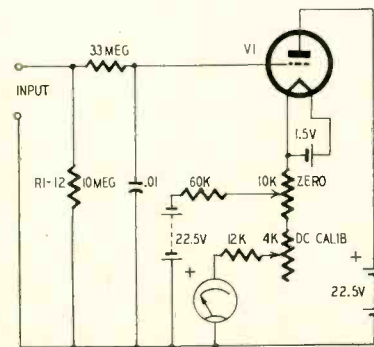 33 MEG
V1
INPUT
1.5V
R1-12
10MEG
.01
60K
10K
ZERO
22.5V
12K
4K
DC CALIB
+
+
22.5V